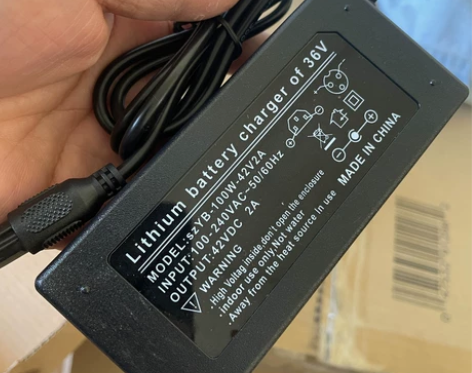 Lithium battery charger of 36V
MODEL:SZYB-100W-42V2A
INPUT:100-240VAC~50/60Hz
OUTPUT:42VDC 2A
WARNING
.High Voltag inside,don't open the enclosure
.Indoor use only.Not water
.Away from the heat source in use
MADE IN CHINA